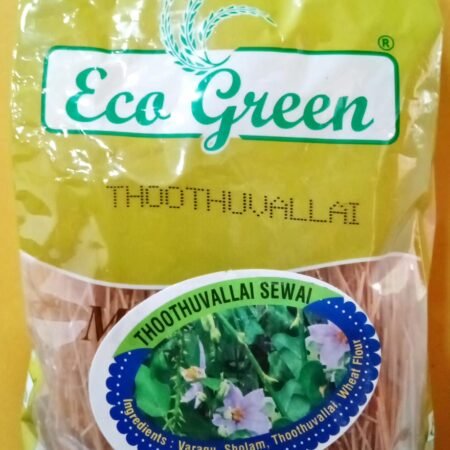 Eco Green
®
THOOTHUVALLAI
THOOTHUVALLAI SEWAI
Ingredients : Varagu, Sholam, Thoothuvallai, Wheat Flour